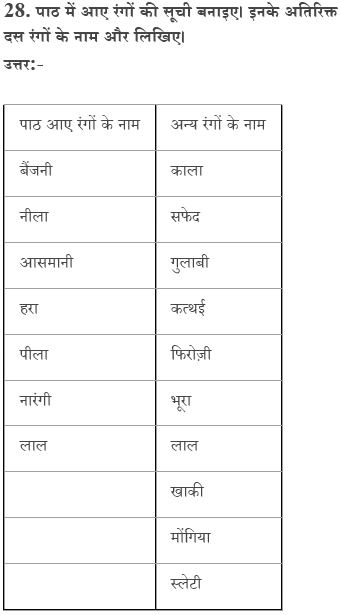 28. पाठ में आए रंगों की सूची बनाइए। इनके अतिरिक्त
दस रंगों के नाम और लिखिए।
उत्तर:-
पाठ आए रंगों के नाम अन्य रंगों के नाम
बैंजनी काला
नीला सफेद
आसमानी गुलाबी
हरा कत्थई
पीला फिरोज़ी
नारंगी भूरा
लाल लाल
खाकी
मोंगिया
स्लेटी